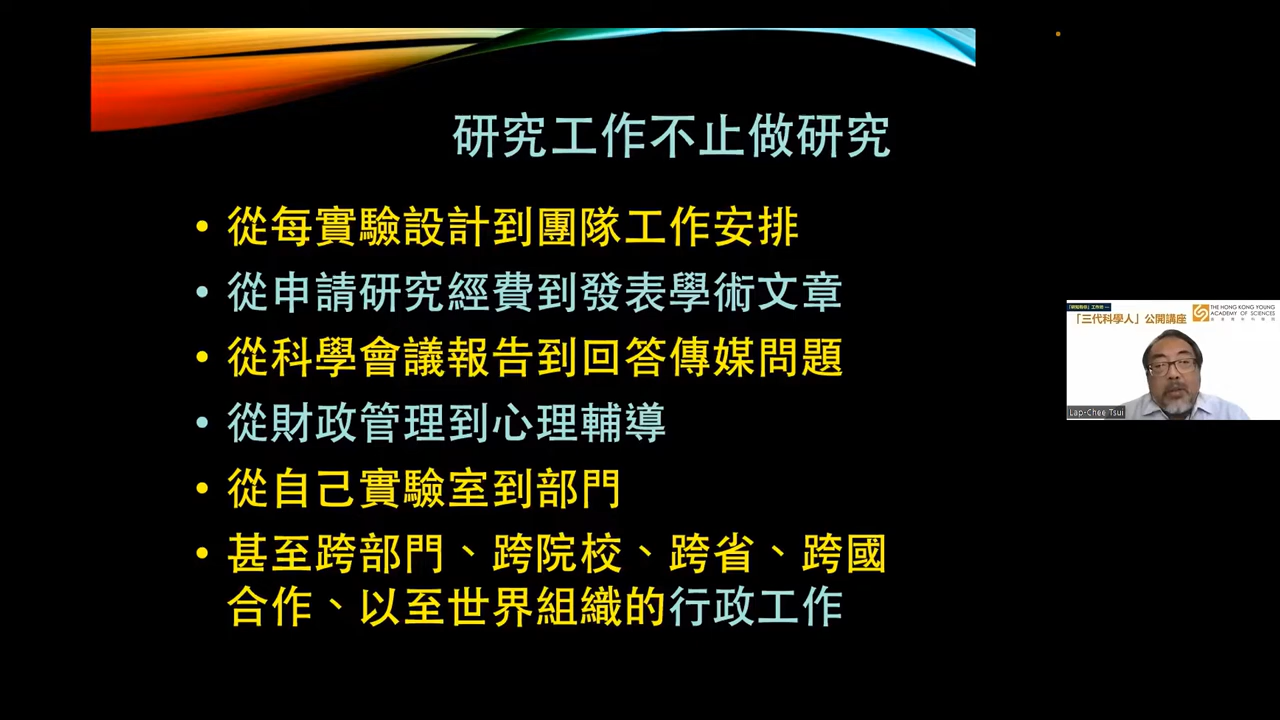 研究工作不止做研究
• 從每實驗設計到團隊工作安排
• 從申請研究經費到發表學術文章
• 從科學會議報告到回答傳媒問題
• 從財政管理到心理輔導
• 從自己實驗室到部門
• 甚至跨部門、跨院校、跨省、跨國
合作、以至世界組織的行政工作
「三代科學人」公開講座
THE HONG KONG YOUNG
ACADEMY OF SCIENCES
Lap-Chee Tsui